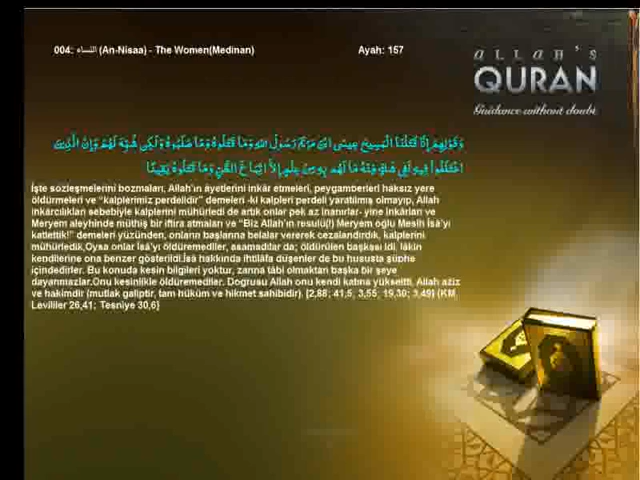 004: النساء (An-Nisaa) - The Women(Medinan) Ayah: 157
ALLAH'S
QURAN
Guidance without doubt
وَقَوْلِهِمْ إِنَّا قَتَلْنَا الْمَسِيحَ عِيسَى ابْنَ مَرْيَمَ رَسُولَ اللَّهِ وَمَا قَتَلُوهُ وَمَا صَلَبُوهُ وَلَٰكِن شُبِّهَ لَهُمْ وَإِنَّ الَّذِينَ
اخْتَلَفُوا فِيهِ لَفِي شَكٍّ مِّنْهُ مَا لَهُم بِهِ مِنْ عِلْمٍ إِلَّا اتِّبَاعَ الظَّنِّ وَمَا قَتَلُوهُ يَقِينًا
İşte sözleşmelerini bozmaları, Allah'ın âyetlerini inkâr etmeleri, peygamberleri haksız yere
öldürmeleri ve "kalplerimiz perdelidir" demeleri -ki kalpleri perdeli yaratılmış olmayıp, Allah
inkârcılıkları sebebiyle kalplerini mühürledi de artık onlar pek az inanırlar- yine inkârları ve
Meryem aleyhinde müthiş bir iftira atmaları ve "Biz Allah'ın resulü(!) Meryem oğlu Mesih İsâ'yı
katlettik!" demeleri yüzünden, onların başlarına belalar vererek cezalandırdık, kalplerini
mühürledik.Oysa onlar İsâ'yı öldüremediler, asamadılar da; öldürülen başkası idi, lâkin
kendilerine ona benzer gösterildi.İsâ hakkında ihtilâfa düşenler de bu hususta şüphe
içindedirler. Bu konuda kesin bilgileri yoktur, zanna tâbi olmaktan başka bir şeye
dayanmazlar.Onu kesinlikle öldüremediler. Doğrusu Allah onu kendi katına yükseltti, Allah azîz
ve hakîmdir (mutlak galiptir, tam hüküm ve hikmet sahibidir). [2,88; 41,5; 3,55; 19,30; 3,49] {KM,
Levililer 26,41; Tesniye 30,6}